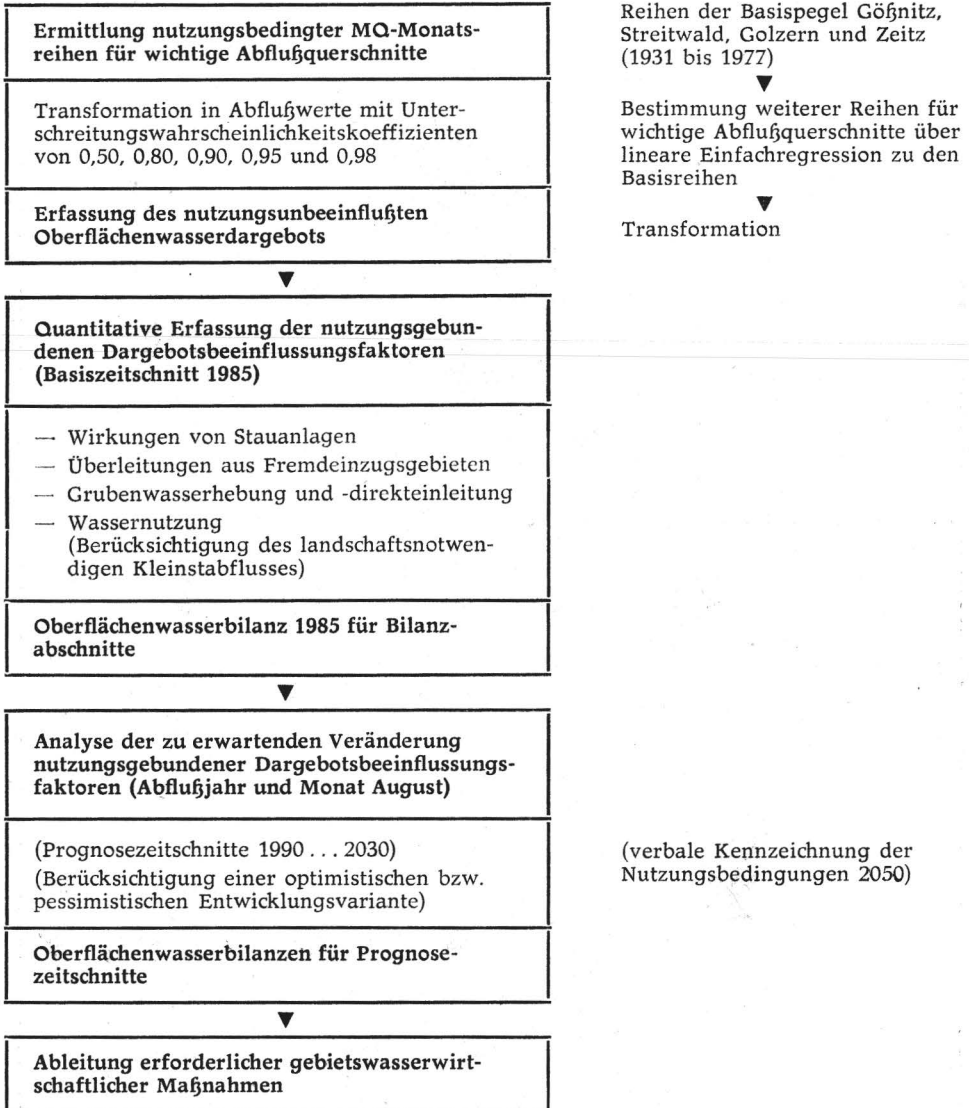 Ermittlung nutzungsbedingter MQ-Monats-
reihen für wichtige Abflußquerschnitte
Transformation in Abflußwerte mit Unter-
schreitungswahrscheinlichkeitskoeffizienten
von 0,50, 0,80, 0,90, 0,95 und 0,98
Erfassung des nutzungsunbeeinflußten
Oberflächenwasserdargebots
Reihen der Basispegel Gößnitz,
Streitwald, Golzern und Zeitz
(1931 bis 1977)
▼
Bestimmung weiterer Reihen für
wichtige Abflußquerschnitte über
lineare Einfachregression zu den
Basisreihen
▼
Transformation
▼
Quantitative Erfassung der nutzungsgebun-
denen Dargebotsbeeinflussungsfaktoren
(Basiszeitschnitt 1985)
— Wirkungen von Stauanlagen
— Überleitungen aus Fremdeinzugsgebieten
— Grubenwasserhebung und -direkteinleitung
— Wassernutzung
(Berücksichtigung des landschaftsnotwen-
digen Kleinstabflusses)
Oberflächenwasserbilanz 1985 für Bilanz-
abschnitte
▼
Analyse der zu erwartenden Veränderung
nutzungsgebundener Dargebotsbeeinflussungs-
faktoren (Abflußjahr und Monat August)
(Prognosezeitschnitte 1990 . . . 2030)
(Berücksichtigung einer optimistischen bzw.
pessimistischen Entwicklungsvariante)
(verbale Kennzeichnung der
Nutzungsbedingungen 2050)
Oberflächenwasserbilanzen für Prognose-
zeitschnitte
▼
Ableitung erforderlicher gebietswasserwirt-
schaftlicher Maßnahmen